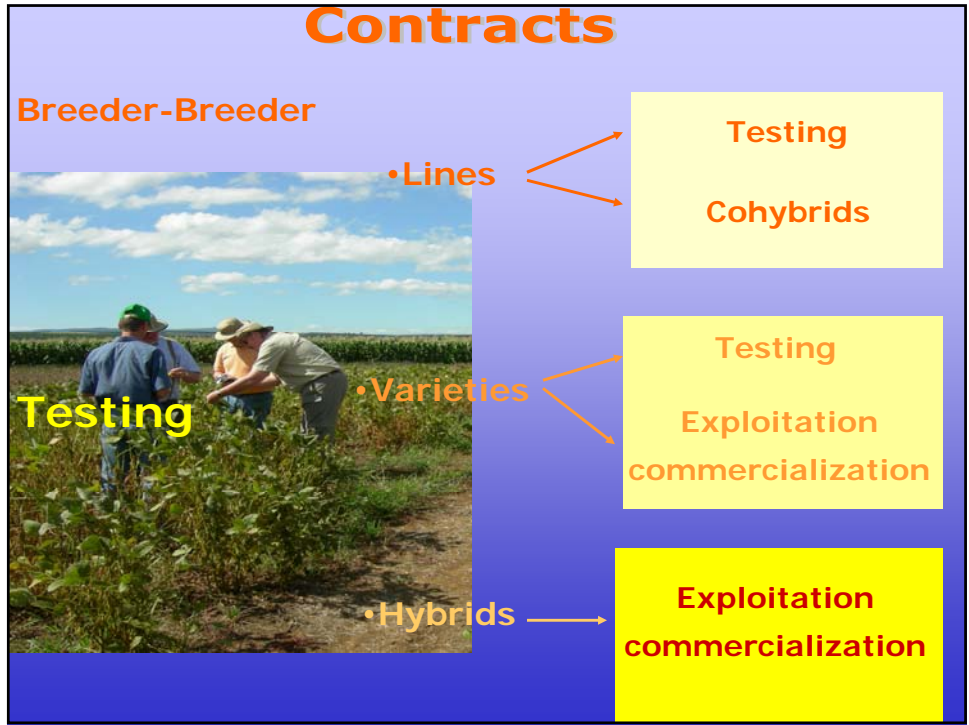 Contracts
Breeder-Breeder
•Lines
Testing
Cohybrids
Testing
•Varieties
Testing
Exploitation
commercialization
•Hybrids
Exploitation
commercialization